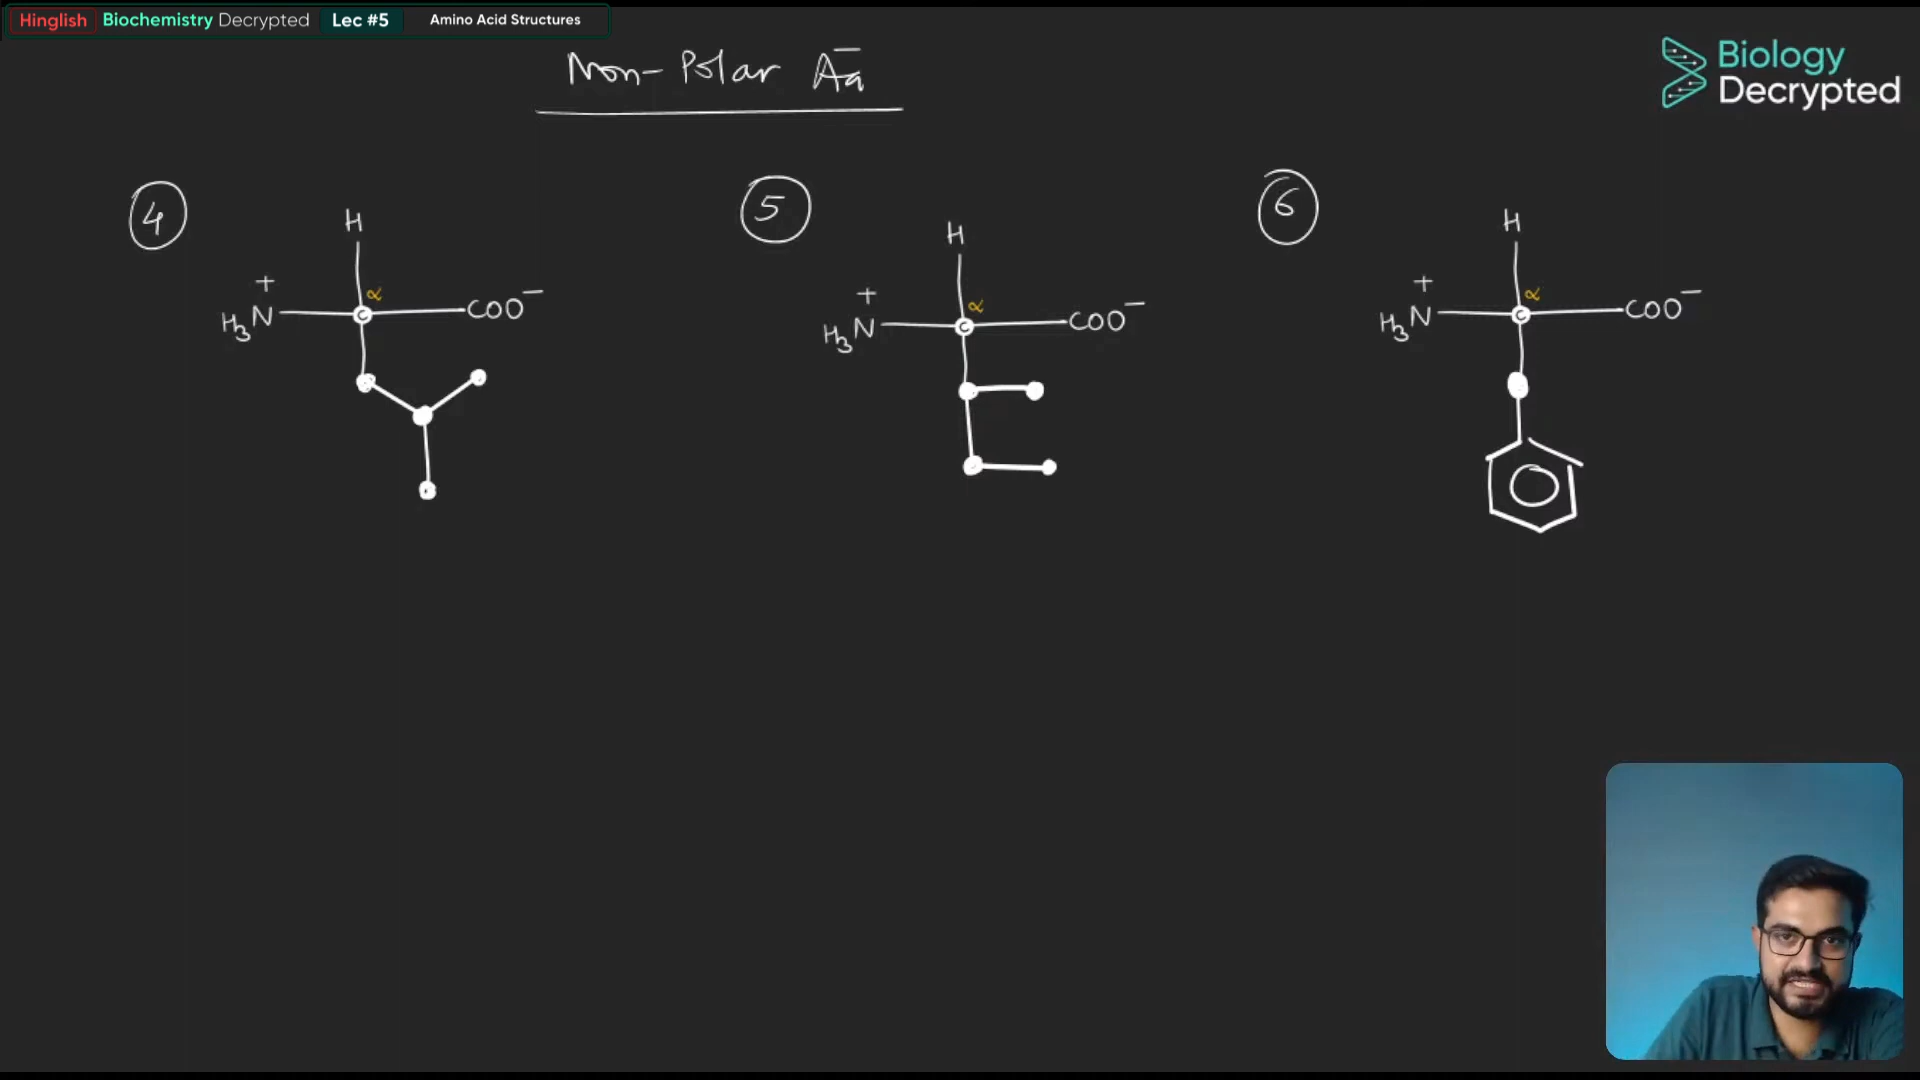 Hinglish Biochemistry Decrypted Lec #5 Amino Acid Structures
Biology
Decrypted
Non-Polar Aa
4
H
+
H3N C α COO–
5
H
+
H3N C α COO–
6
H
+
H3N C α COO–